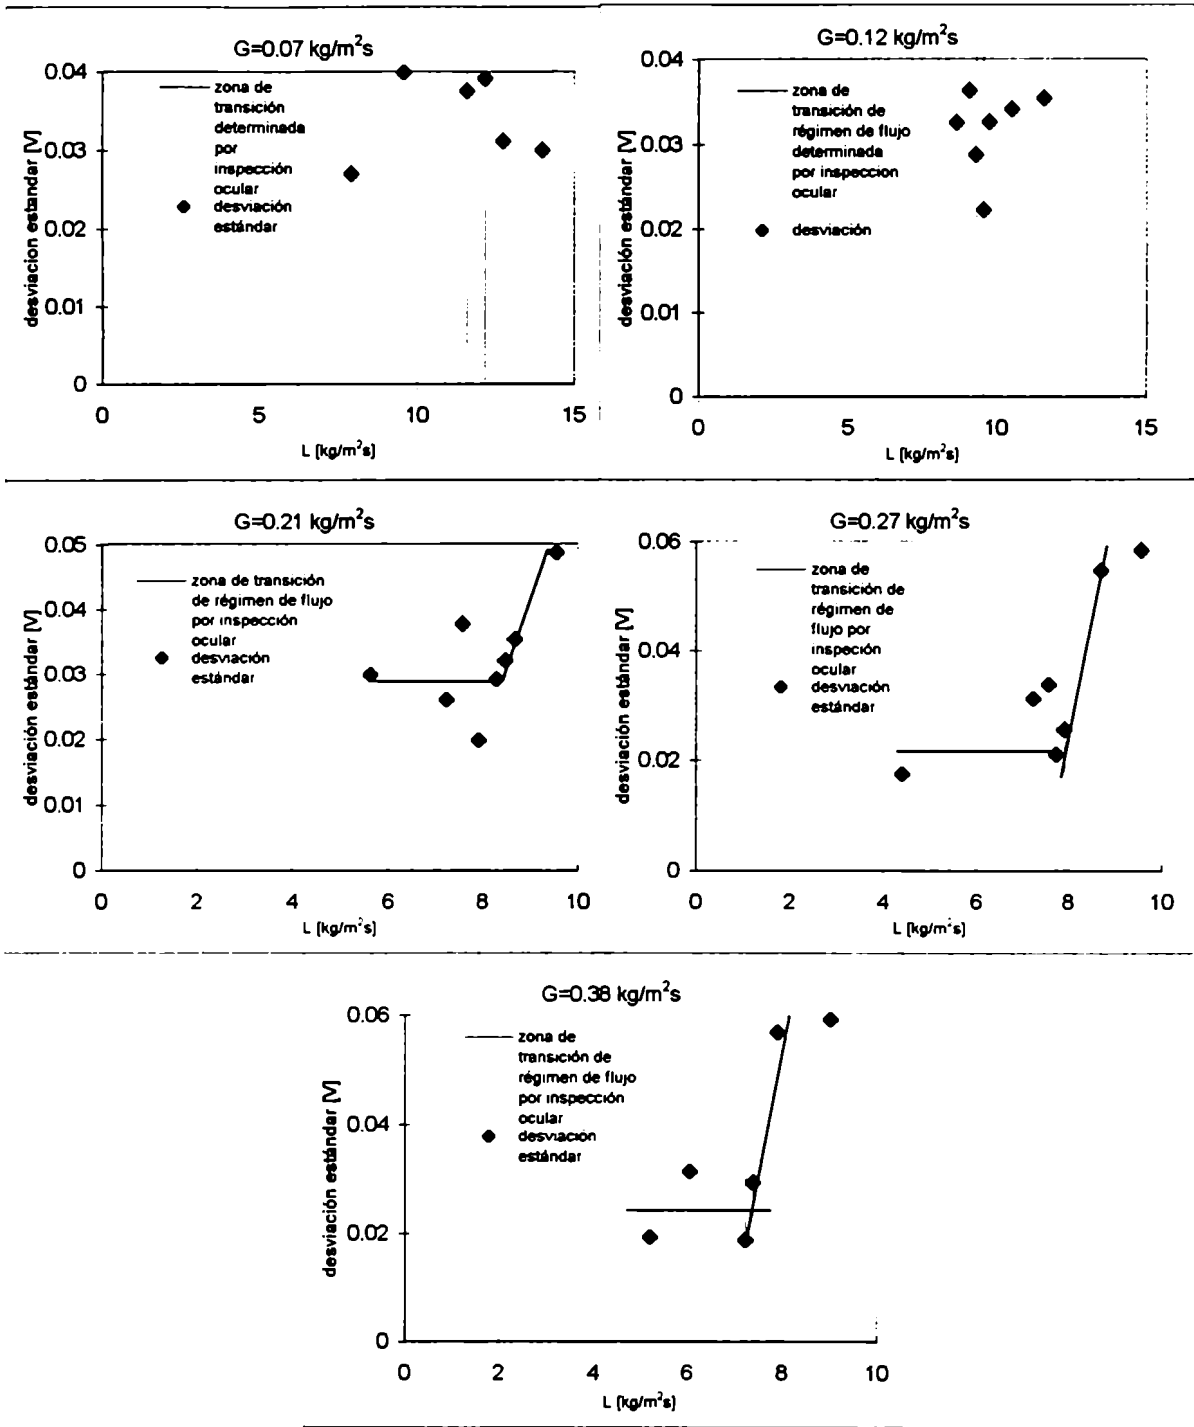 G=0.07 kg/m²s
desviacion estandar [V]
0.04
0.03
0.02
0.01
0
zona de
transición
determinada
por
inspección
ocular
desviación
estándar
0 5 10 15
L [kg/m²s]
G=0.12 kg/m²s
desviación estándar [V]
0.04
0.03
0.02
0.01
0
zona de
transición de
régimen de flujo
determinada
por inspeccion
ocular
desviación
0 5 10 15
L [kg/m²s]
G=0.21 kg/m²s
desviación estándar [V]
0.05
0.04
0.03
0.02
0.01
0
zona de transición
de régimen de flujo
por inspección
ocular
desviación
estándar
0 2 4 6 8 10
L [kg/m²s]
G=0.27 kg/m²s
desviación estándar [V]
0.06
0.04
0.02
0
zona de
transición de
régimen de
flujo por
inspeción
ocular
desviación
estándar
0 2 4 6 8 10
L [kg/m²s]
G=0.38 kg/m²s
desviación estándar [V]
0.06
0.04
0.02
0
zona de
transición de
régimen de flujo
por inspección
ocular
desviación
estándar
0 2 4 6 8 10
L [kg/m²s]